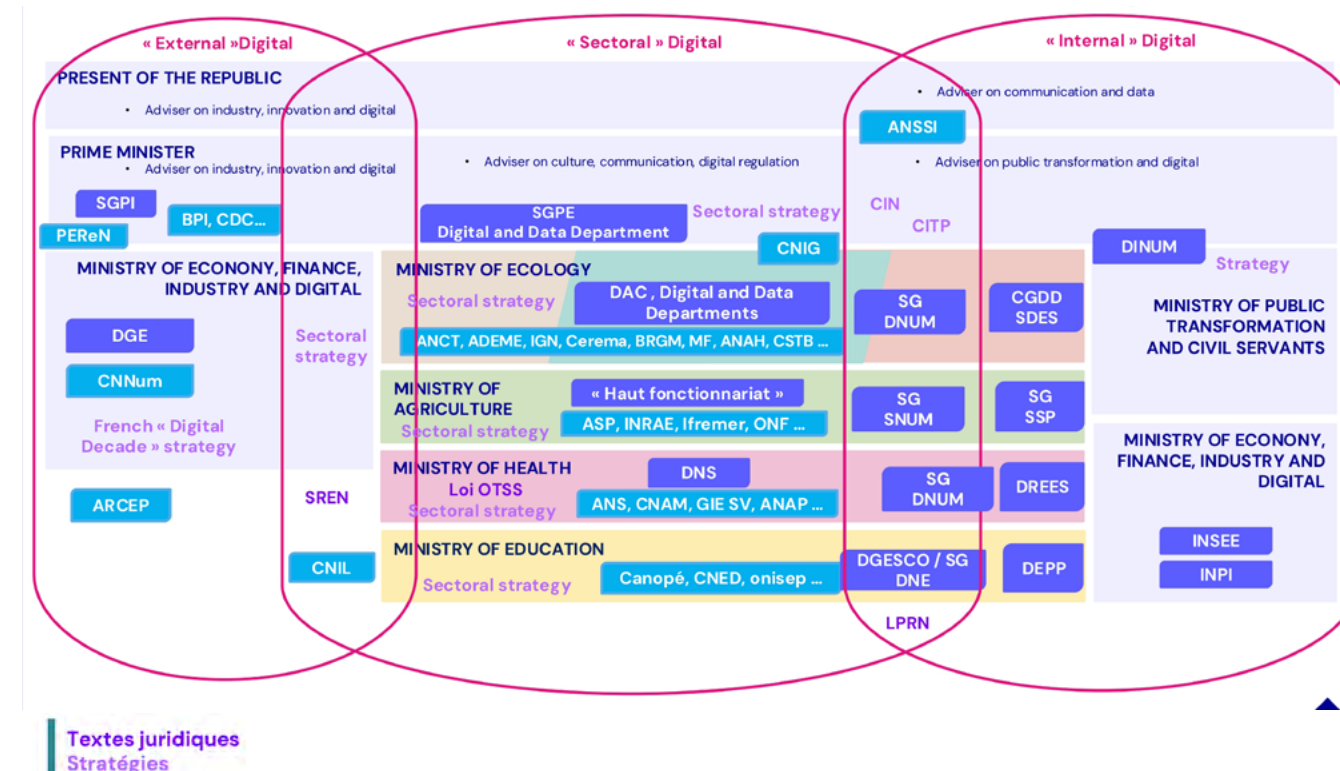 « External »Digital
« Sectoral » Digital
« Internal » Digital
PRESENT OF THE REPUBLIC
• Adviser on industry, innovation and digital
• Adviser on communication and data
ANSSI
PRIME MINISTER
• Adviser on industry, innovation and digital
• Adviser on culture, communication, digital regulation
• Adviser on public transformation and digital
SGPI
BPI, CDC...
PEReN
SGPE
Digital and Data Department
Sectoral strategy
CIN
CITP
CNIG
DINUM
Strategy
MINISTRY OF ECONONY, FINANCE,
INDUSTRY AND DIGITAL
DGE
CNNum
Sectoral
strategy
French « Digital
Decade » strategy
ARCEP
SREN
CNIL
MINISTRY OF ECOLOGY
Sectoral strategy
DAC , Digital and Data
Departments
ANCT, ADEME, IGN, Cerema, BRGM, MF, ANAH, CSTB ...
SG
DNUM
CGDD
SDES
MINISTRY OF
AGRICULTURE
Sectoral strategy
« Haut fonctionnariat »
ASP, INRAE, Ifremer, ONF ...
SG
SNUM
SG
SSP
MINISTRY OF HEALTH
Loi OTSS
Sectoral strategy
DNS
ANS, CNAM, GIE SV, ANAP ...
SG
DNUM
DREES
MINISTRY OF EDUCATION
Sectoral strategy
Canopé, CNED, onisep ...
DGESCO / SG
DNE
DEPP
LPRN
MINISTRY OF PUBLIC
TRANSFORMATION
AND CIVIL SERVANTS
MINISTRY OF ECONOMY,
FINANCE, INDUSTRY AND
DIGITAL
INSEE
INPI
Textes juridiques
Stratégies